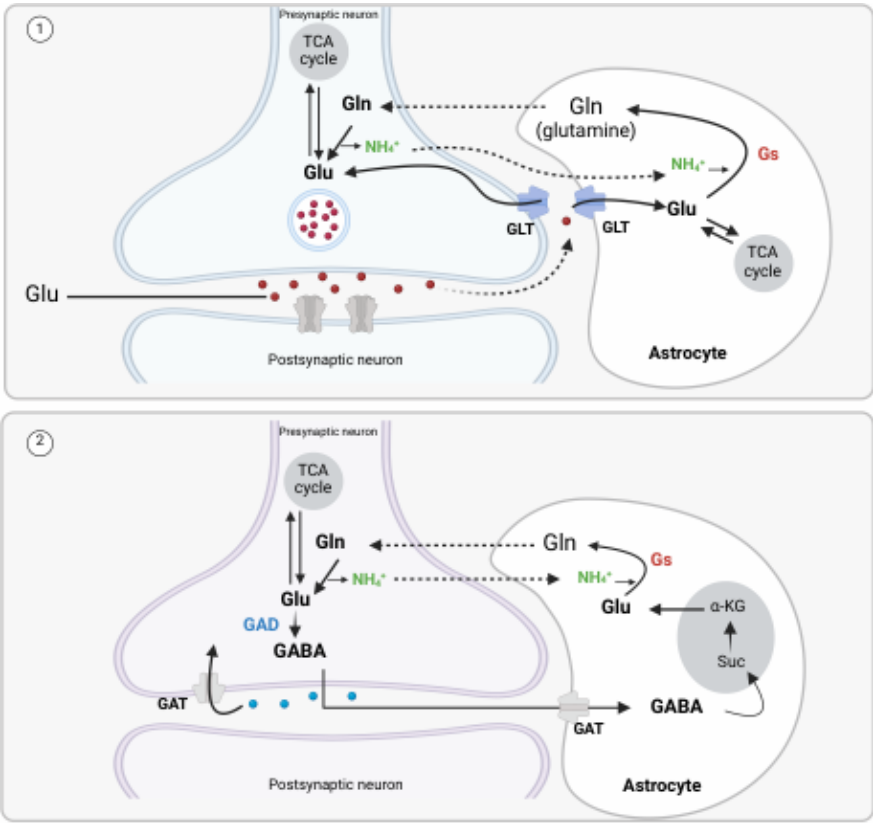 1
Presynaptic neuron
TCA
cycle
Gln
NH₄⁺
Glu
Gln
(glutamine)
Gs
NH₄⁺
Glu
GLT
GLT
TCA
cycle
Glu
Postsynaptic neuron
Astrocyte
2
Presynaptic neuron
TCA
cycle
Gln
NH₄⁺
Glu
GAD
GABA
GAT
Gln
Gs
NH₄⁺
Glu
α-KG
Suc
GABA
GAT
Postsynaptic neuron
Astrocyte